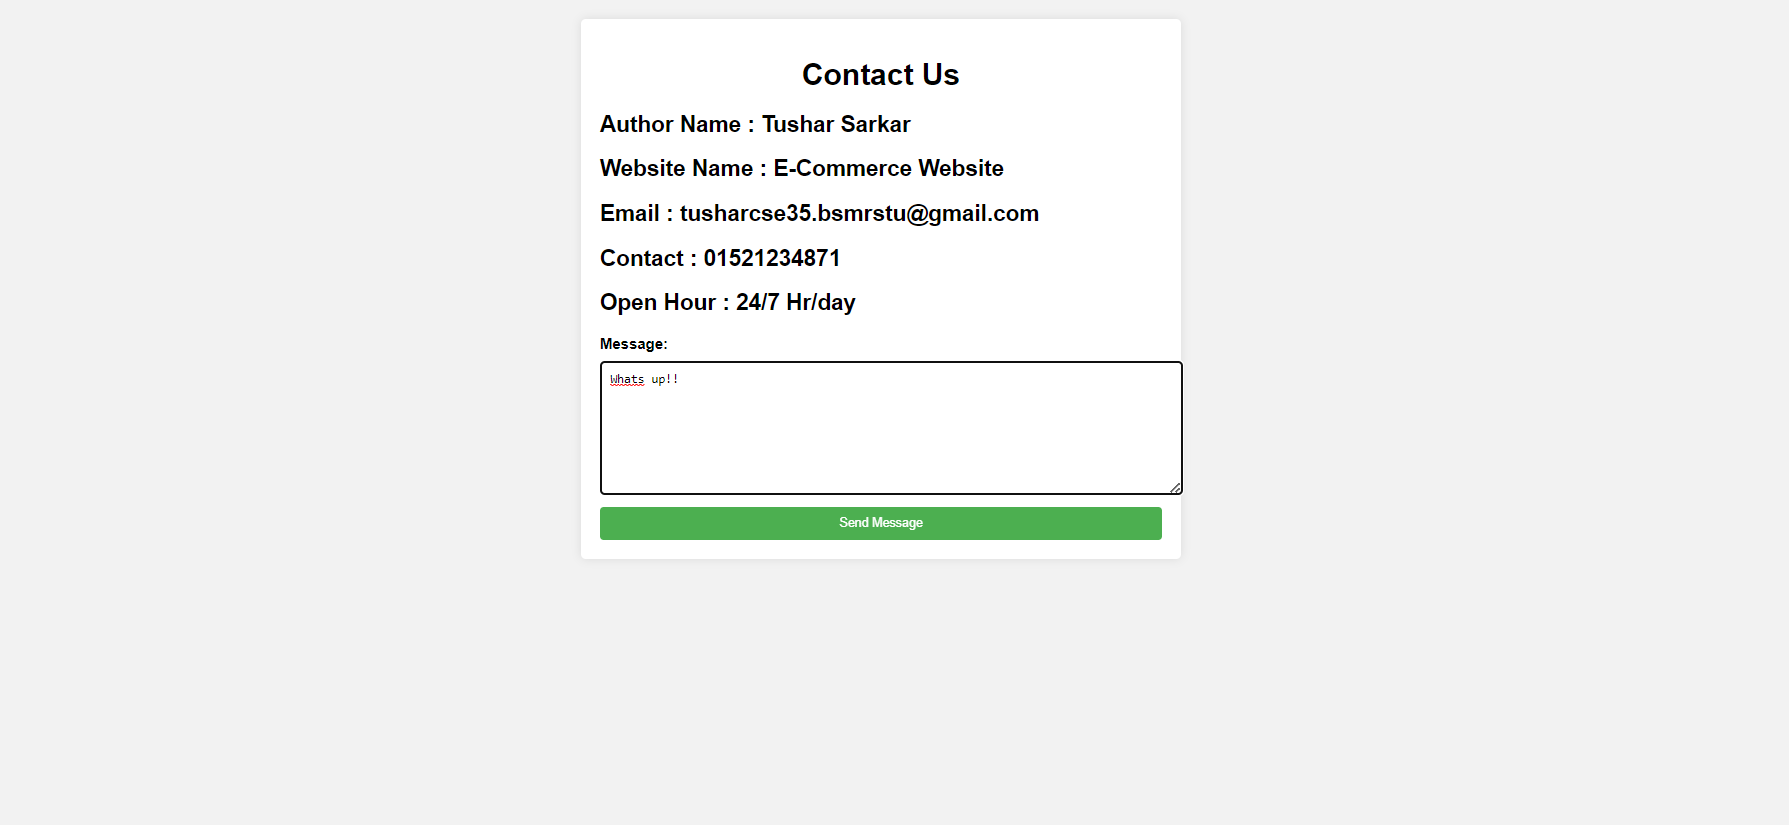 Contact Us
Author Name : Tushar Sarkar
Website Name : E-Commerce Website
Email : tusharcse35.bsmrstu@gmail.com
Contact : 01521234871
Open Hour : 24/7 Hr/day
Message:
Whats up!!
Send Message